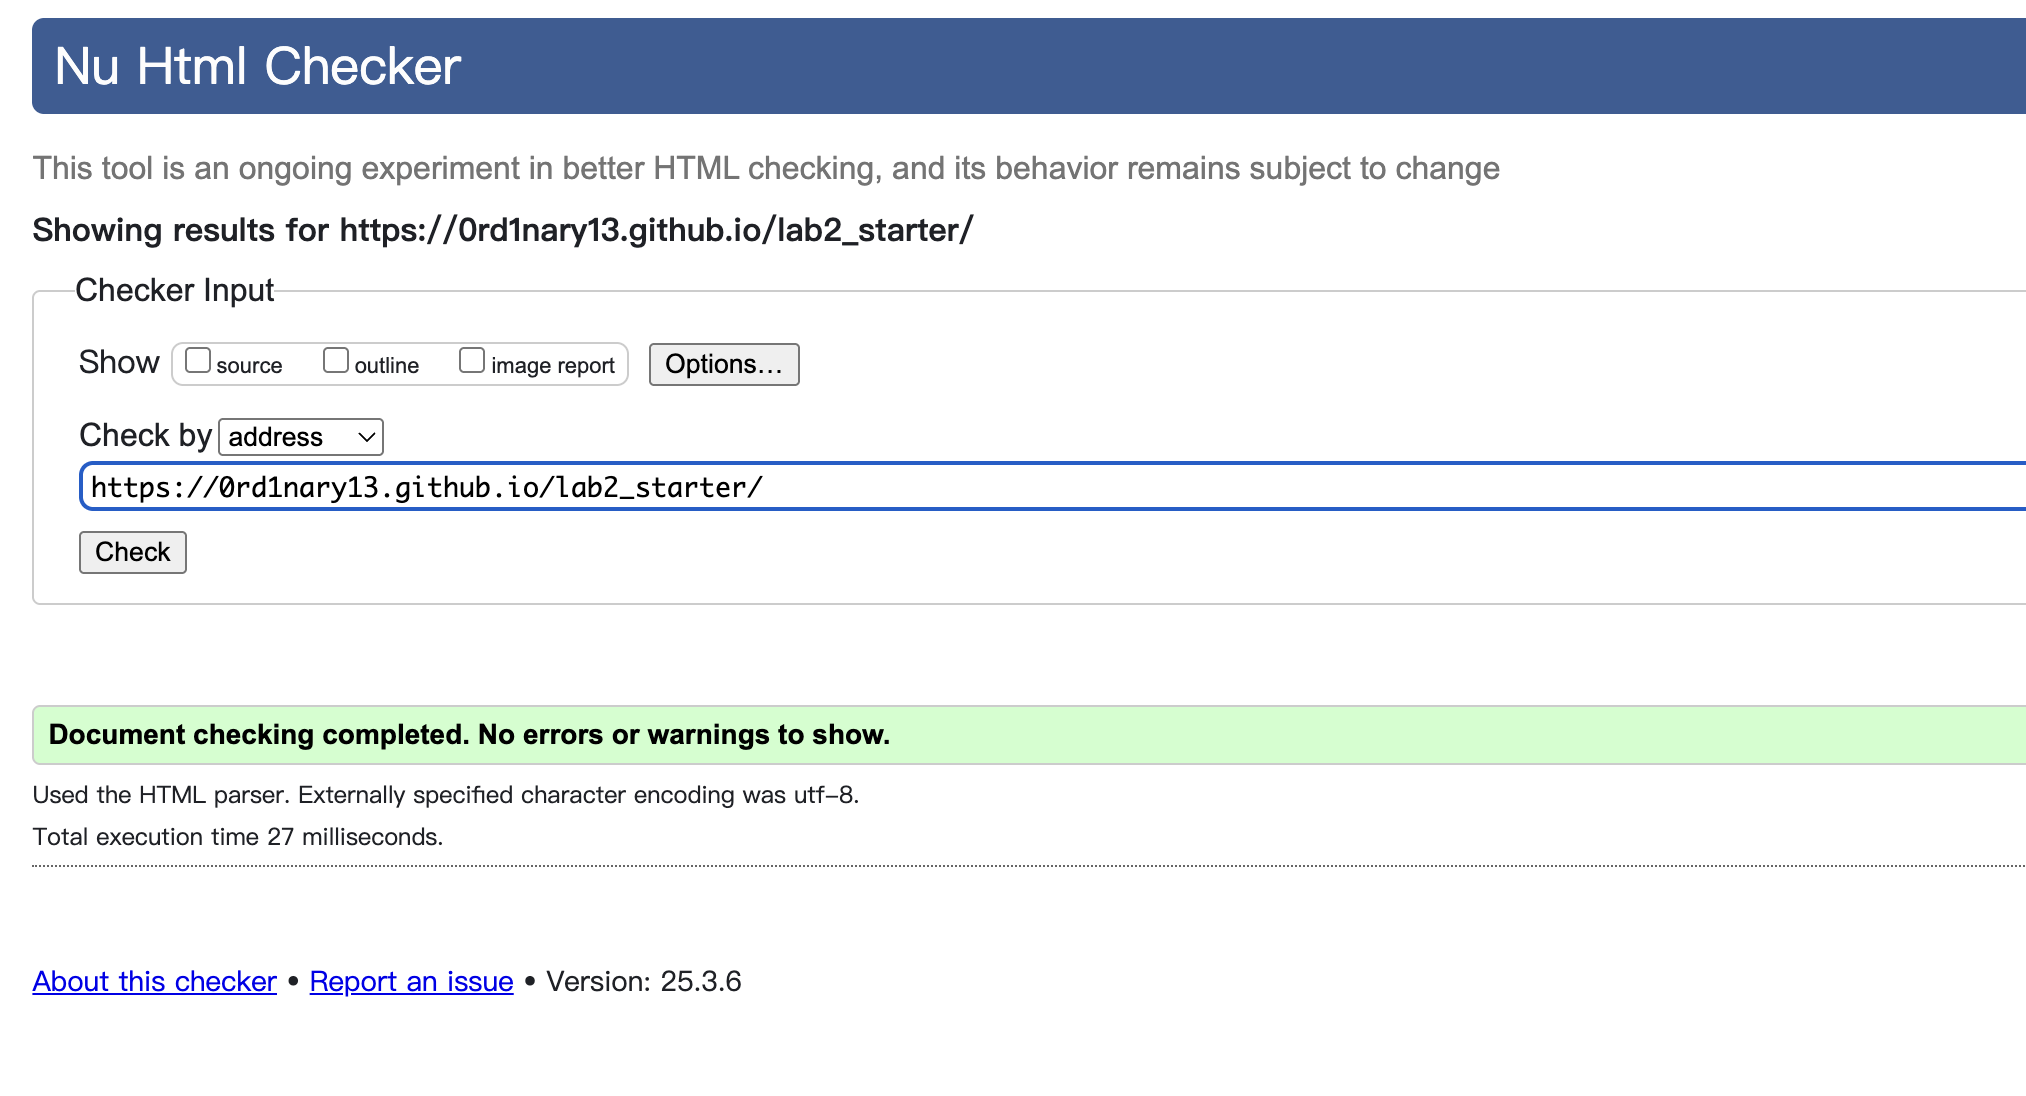 Nu Html Checker
This tool is an ongoing experiment in better HTML checking, and its behavior remains subject to change
Showing results for https://0rd1nary13.github.io/lab2_starter/
Checker Input
Show source outline image report Options...
Check by address
https://0rd1nary13.github.io/lab2_starter/
Check
Document checking completed. No errors or warnings to show.
Used the HTML parser. Externally specified character encoding was utf-8.
Total execution time 27 milliseconds.
About this checker • Report an issue • Version: 25.3.6